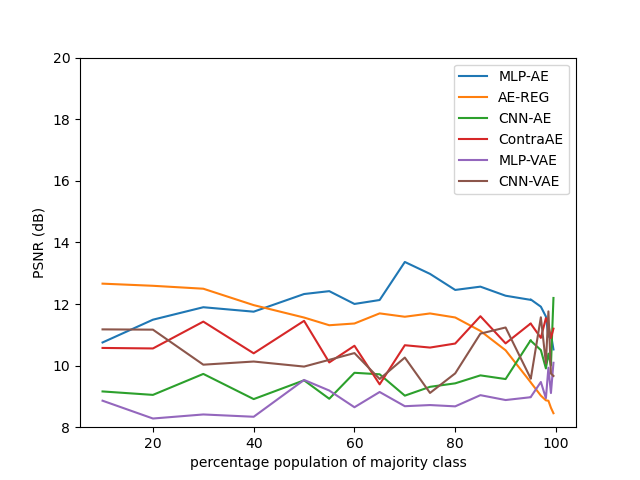 20
18
16
14
12
10
8
PSNR (dB)
MLP-AE
AE-REG
CNN-AE
ContraAE
MLP-VAE
CNN-VAE
20 40 60 80 100
percentage population of majority class